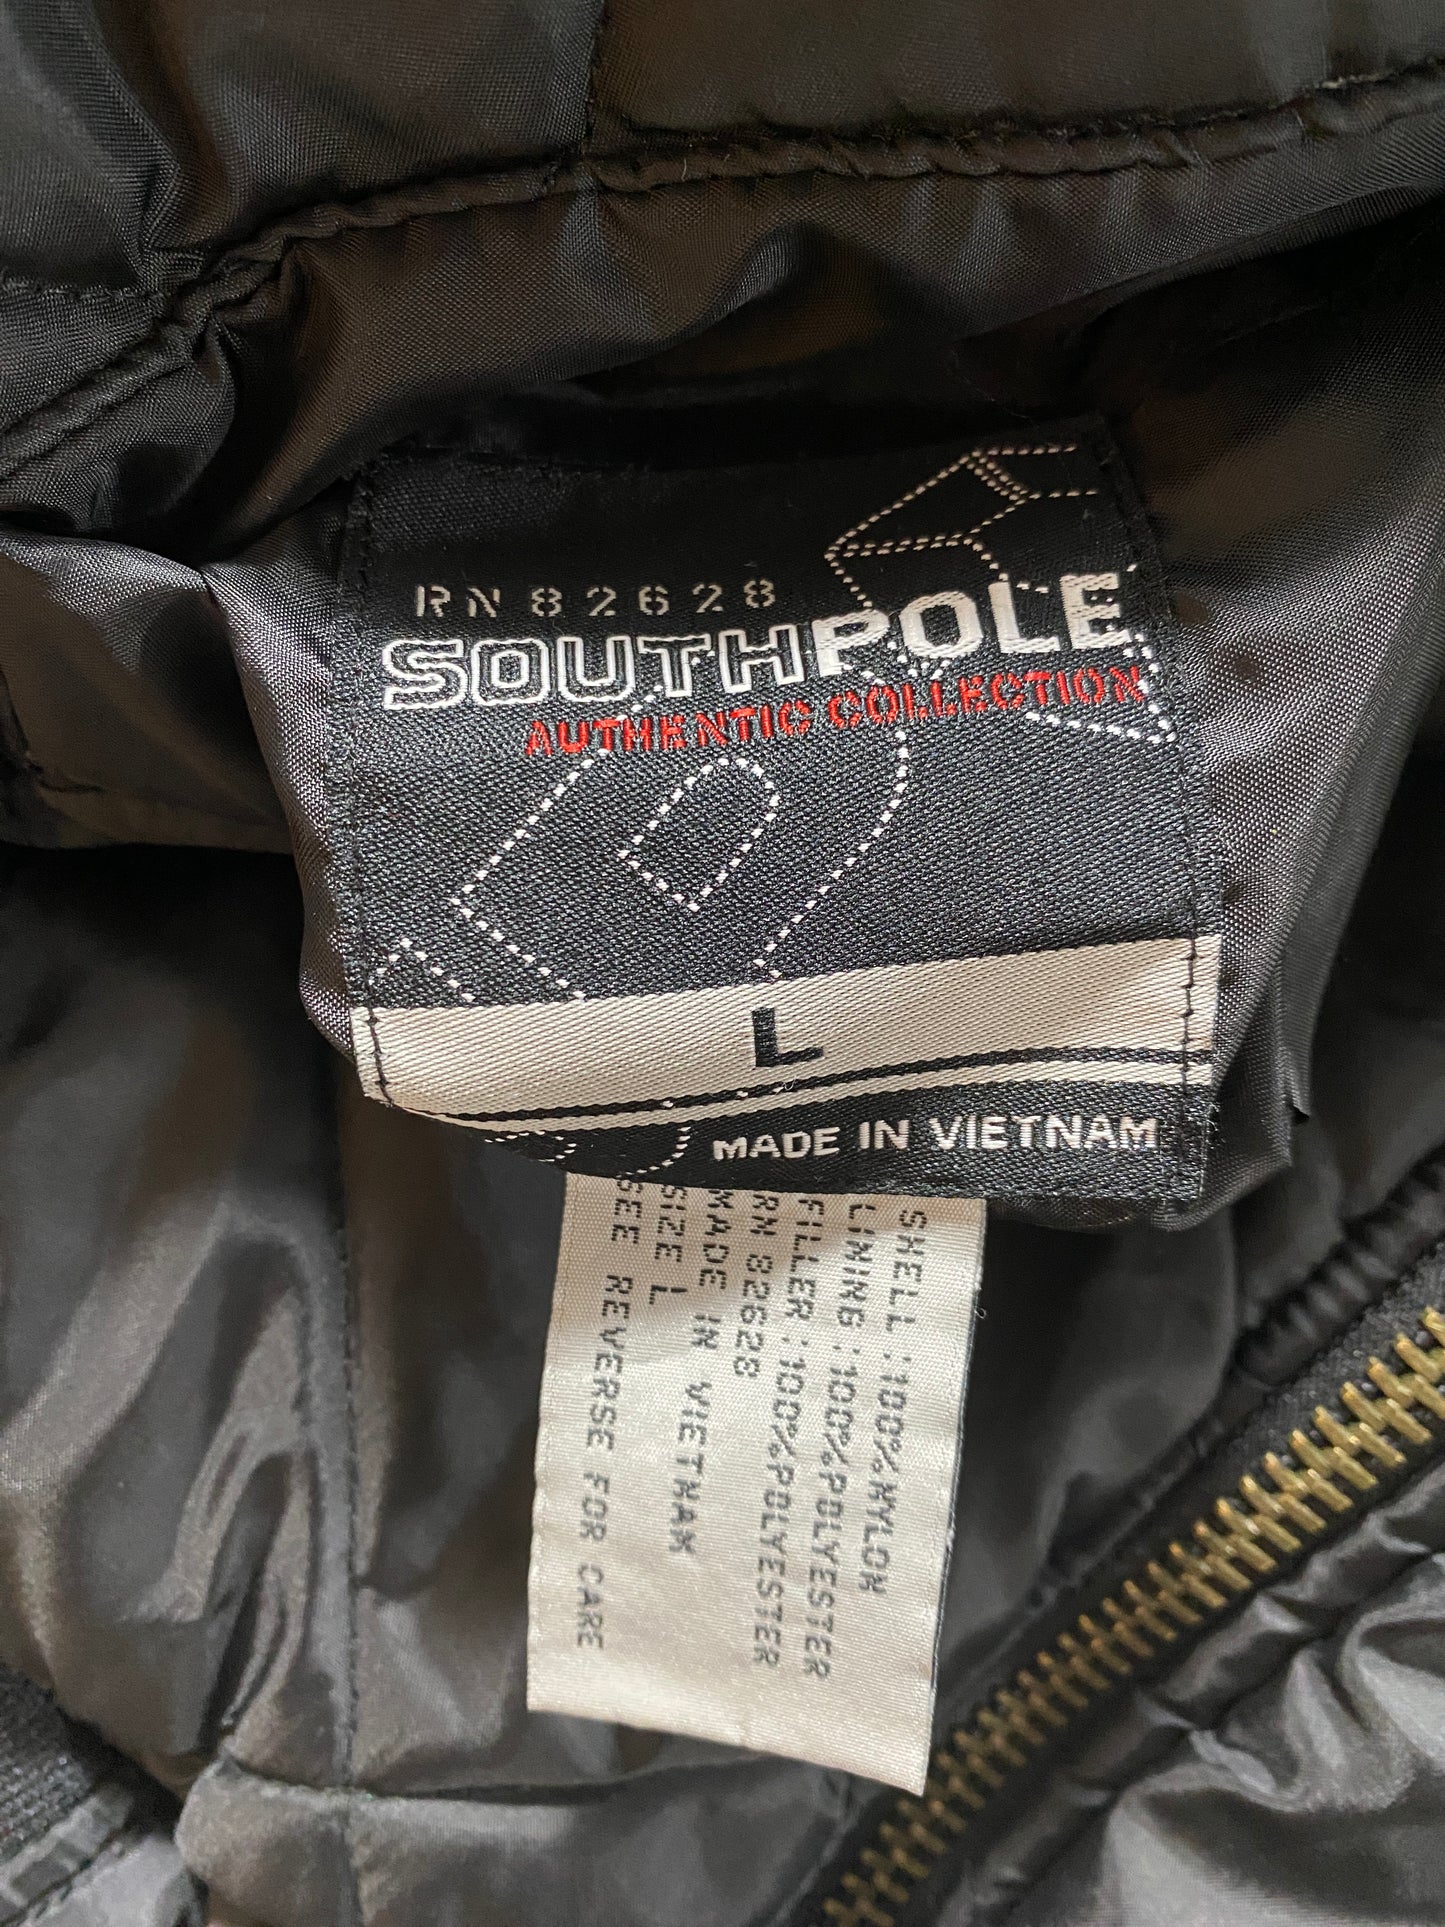 RN 82628
SOUTHPOLE
AUTHENTIC COLLECTION
L
MADE IN VIETNAM
SHELL:100%NYLON
LINING:100%POLYESTER
FILLER:100%POLYESTER
RN 82628
MADE IN VIETNAM
SIZE L
SEE REVERSE FOR CARE